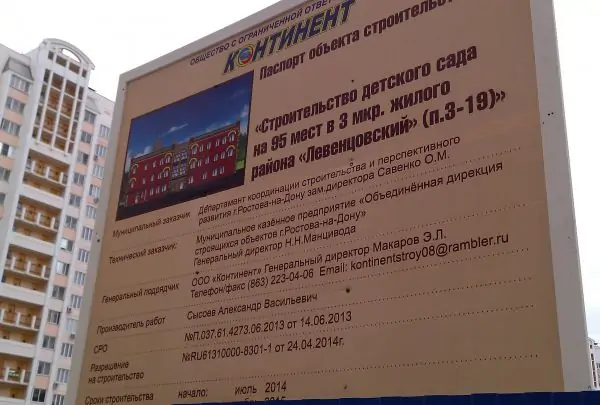 ОБЩЕСТВО С ОГРАНИЧЕННОЙ
КОНТИНЕНТ
Паспорт объекта
«Строительство детского сада
на 95 мест в 3 мкр. жилого
района «Левенцовский» (п.3-19)»
Муниципальный заказчик Департамент координации строительства и перспективного
развития г.Ростова-на-Дону зам.директора Савенко О.М.
Технический заказчик: Муниципальное казённое предприятие «Объединённая дирекция
строящихся объектов г.Ростова-на-Дону»
Генеральный директор Н.Н.Манцивода
Генеральный подрядчик ООО «Континент» Генеральный директор Макаров Э.Л.
Телефон/факс (863) 223-04-06 Email: kontinentstroy08@rambler.ru
Производитель работ Сысоев Александр Васильевич
СРО №П.037.61.4273.06.2013 от 14.06.2013
Разрешение
на строительство №RU61310000-8301-1 от 24.04.2014г.
Сроки строительства начало: июль 2014